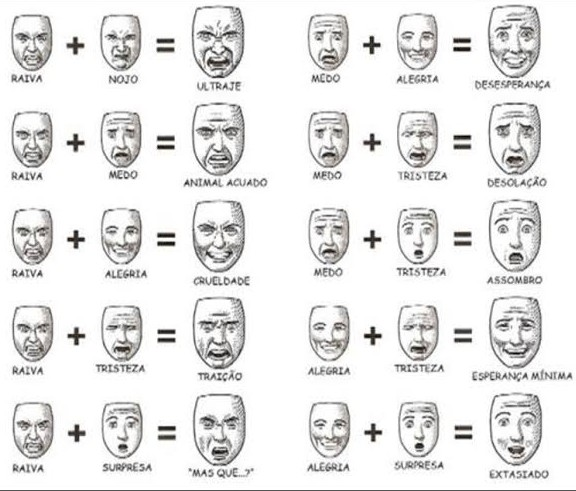 RAIVA + NOJO = ULTRAJE
RAIVA + MEDO = ANIMAL ACUADO
RAIVA + ALEGRIA = CRUELDADE
RAIVA + TRISTEZA = TRAIÇÃO
RAIVA + SURPRESA = "MAS QUE...?"
MEDO + ALEGRIA = DESESPERANÇA
MEDO + TRISTEZA = DESOLAÇÃO
MEDO + TRISTEZA = ASSOMBRO
ALEGRIA + TRISTEZA = ESPERANÇA MÍNIMA
ALEGRIA + SURPRESA = EXTASIADO